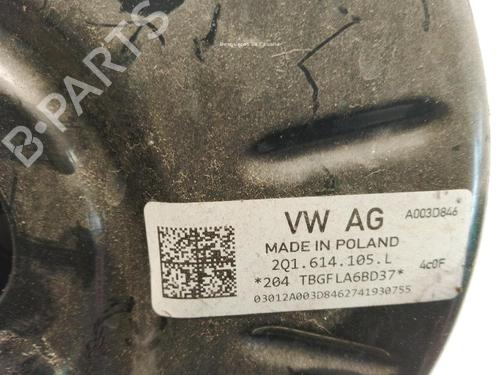 B-PARTS
VW AG
A003D846
MADE IN POLAND
2Q1.614.105.L
4c0F
*204 TBGFLA6BD37*
03012A003D8462741930755